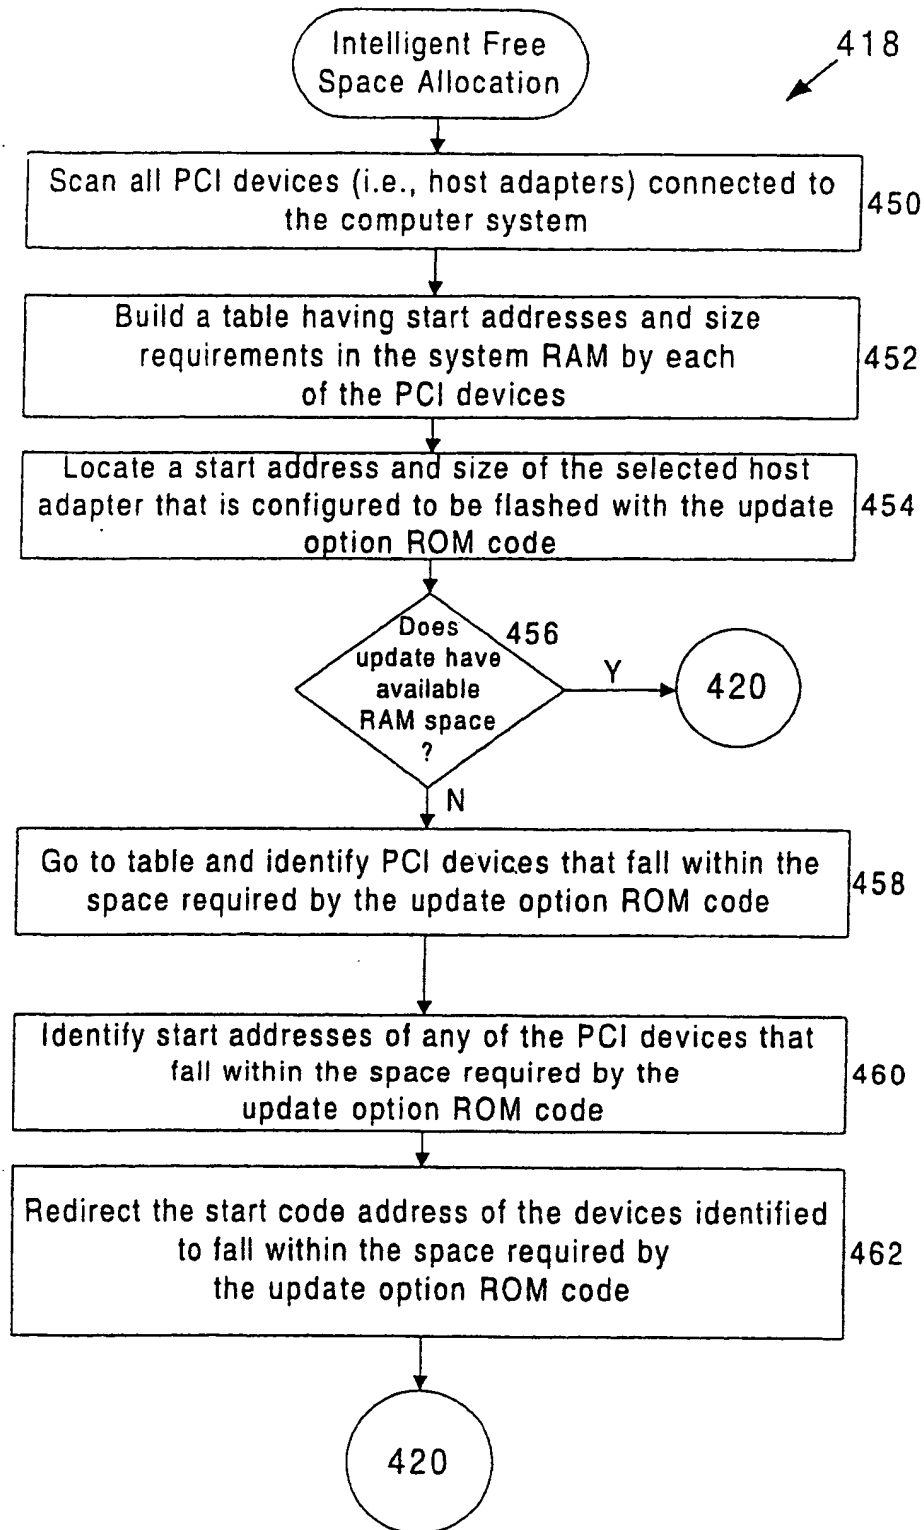 Intelligent Free
Space Allocation
418
Scan all PCI devices (i.e., host adapters) connected to
the computer system
450
Build a table having start addresses and size
requirements in the system RAM by each
of the PCI devices
452
Locate a start address and size of the selected host
adapter that is configured to be flashed with the update
option ROM code
454
Does
update have
available
RAM space
?
456
Y
420
N
Go to table and identify PCI devices that fall within the
space required by the update option ROM code
458
Identify start addresses of any of the PCI devices that
fall within the space required by the
update option ROM code
460
Redirect the start code address of the devices identified
to fall within the space required by
the update option ROM code
462
420